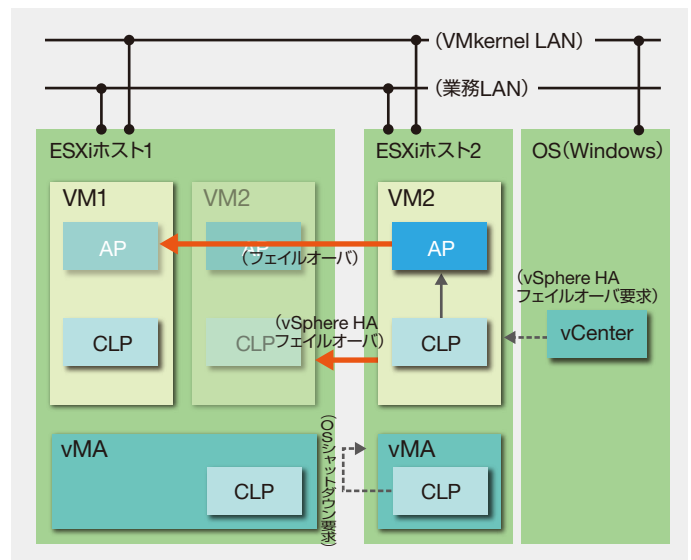 (VMkernel LAN)
(業務LAN)
ESXiホスト1
ESXiホスト2
OS(Windows)
VM1
VM2
VM2
AP
AP
AP
(フェイルオーバ)
(vSphere HA
フェイルオーバ要求)
(vSphere HA
フェイルオーバ)
CLP
CLP
CLP
vCenter
vMA
(OSシャットダウン要求)
vMA
CLP
CLP